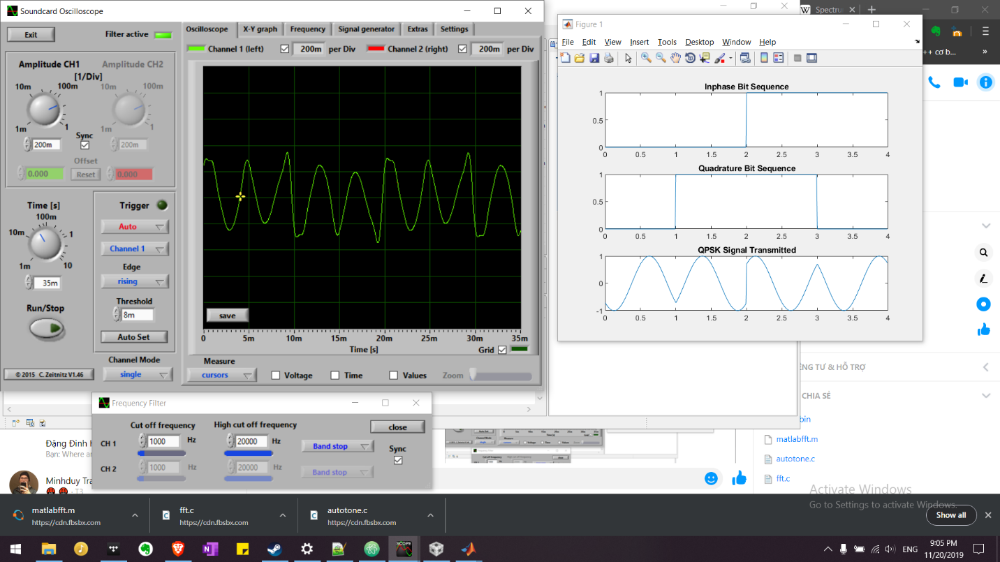 Soundcard Oscilloscope
Exit
Filter active
Amplitude CH1
Amplitude CH2
[1/Div]
10m
100m
10m
100m
1m
1
1m
1
Sync
200m
200m
Offset
0.000
Reset
0.000
Time [s]
100m
10m
1
1m
10
35m
Run/Stop
Trigger
Auto
Channel 1
Edge
rising
Threshold
8m
Auto Set
Channel Mode
single
© 2015 C. Zeitnitz V1.46
Oscilloscope
X-Y graph
Frequency
Signal generator
Extras
Settings
Channel 1 (left)
200m
per Div
Channel 2 (right)
200m
per Div
save
0
5m
10m
15m
20m
25m
30m
35m
Time [s]
Grid
Measure
cursors
Voltage
Time
Values
Zoom
Frequency Filter
Cut off frequency
High cut off frequency
close
CH 1
1000
Hz
20000
Hz
Band stop
Sync
CH 2
1000
Hz
20000
Hz
Band stop
W Spectru
++ cơ b...
»
Figure 1
File Edit View Insert Tools Desktop Window Help
Inphase Bit Sequence
1
0.5
0
0 0.5 1 1.5 2 2.5 3 3.5 4
Quadrature Bit Sequence
1
0.5
0
0 0.5 1 1.5 2 2.5 3 3.5 4
QPSK Signal Transmitted
1
0
-1
0 0.5 1 1.5 2 2.5 3 3.5 4
ÊNG TƯ & HỖ TRỢ
CHIA SẺ
bin
matlabfft.m
autotone.c
fft.c
Đặng Đinh
Bạn: Where a
Minhduy Tra
· T3
Activate Windows
Go to Settings to activate Windows.
matlabfft.m
https://cdn.fbsbx.com
fft.c
https://cdn.fbsbx.com
autotone.c
https://cdn.fbsbx.com
Show all
SCOPE
ENG
9:05 PM
11/20/2019